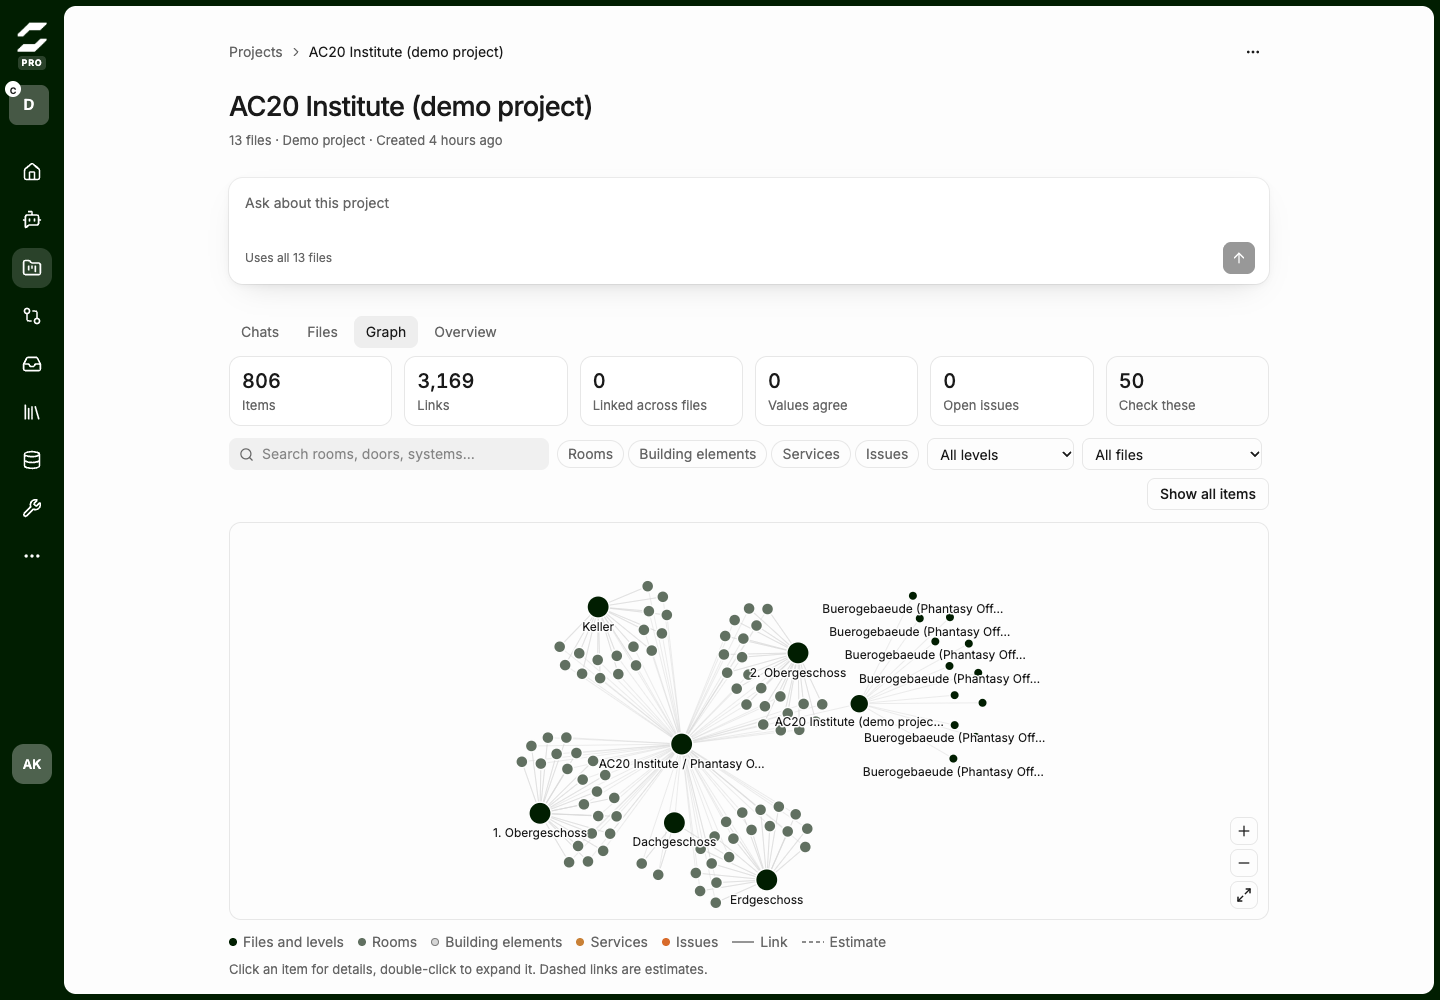 PRO
c
D
AK
Projects > AC20 Institute (demo project)
AC20 Institute (demo project)
13 files · Demo project · Created 4 hours ago
Ask about this project
Uses all 13 files
Chats Files Graph Overview
806
Items
3,169
Links
0
Linked across files
0
Values agree
0
Open issues
50
Check these
Search rooms, doors, systems...
Rooms
Building elements
Services
Issues
All levels
All files
Show all items
Keller
Buerogebaeude (Phantasy Off...
Buerogebaeude (Phantasy Off...
Buerogebaeude (Phantasy Off...
2. Obergeschoss
Buerogebaeude (Phantasy Off...
AC20 Institute (demo projec...
Buerogebaeude (Phantasy Off...
AC20 Institute / Phantasy O...
Buerogebaeude (Phantasy Off...
1. Obergeschoss
Dachgeschoss
Erdgeschoss
Files and levels Rooms Building elements Services Issues Link Estimate
Click an item for details, double-click to expand it. Dashed links are estimates.